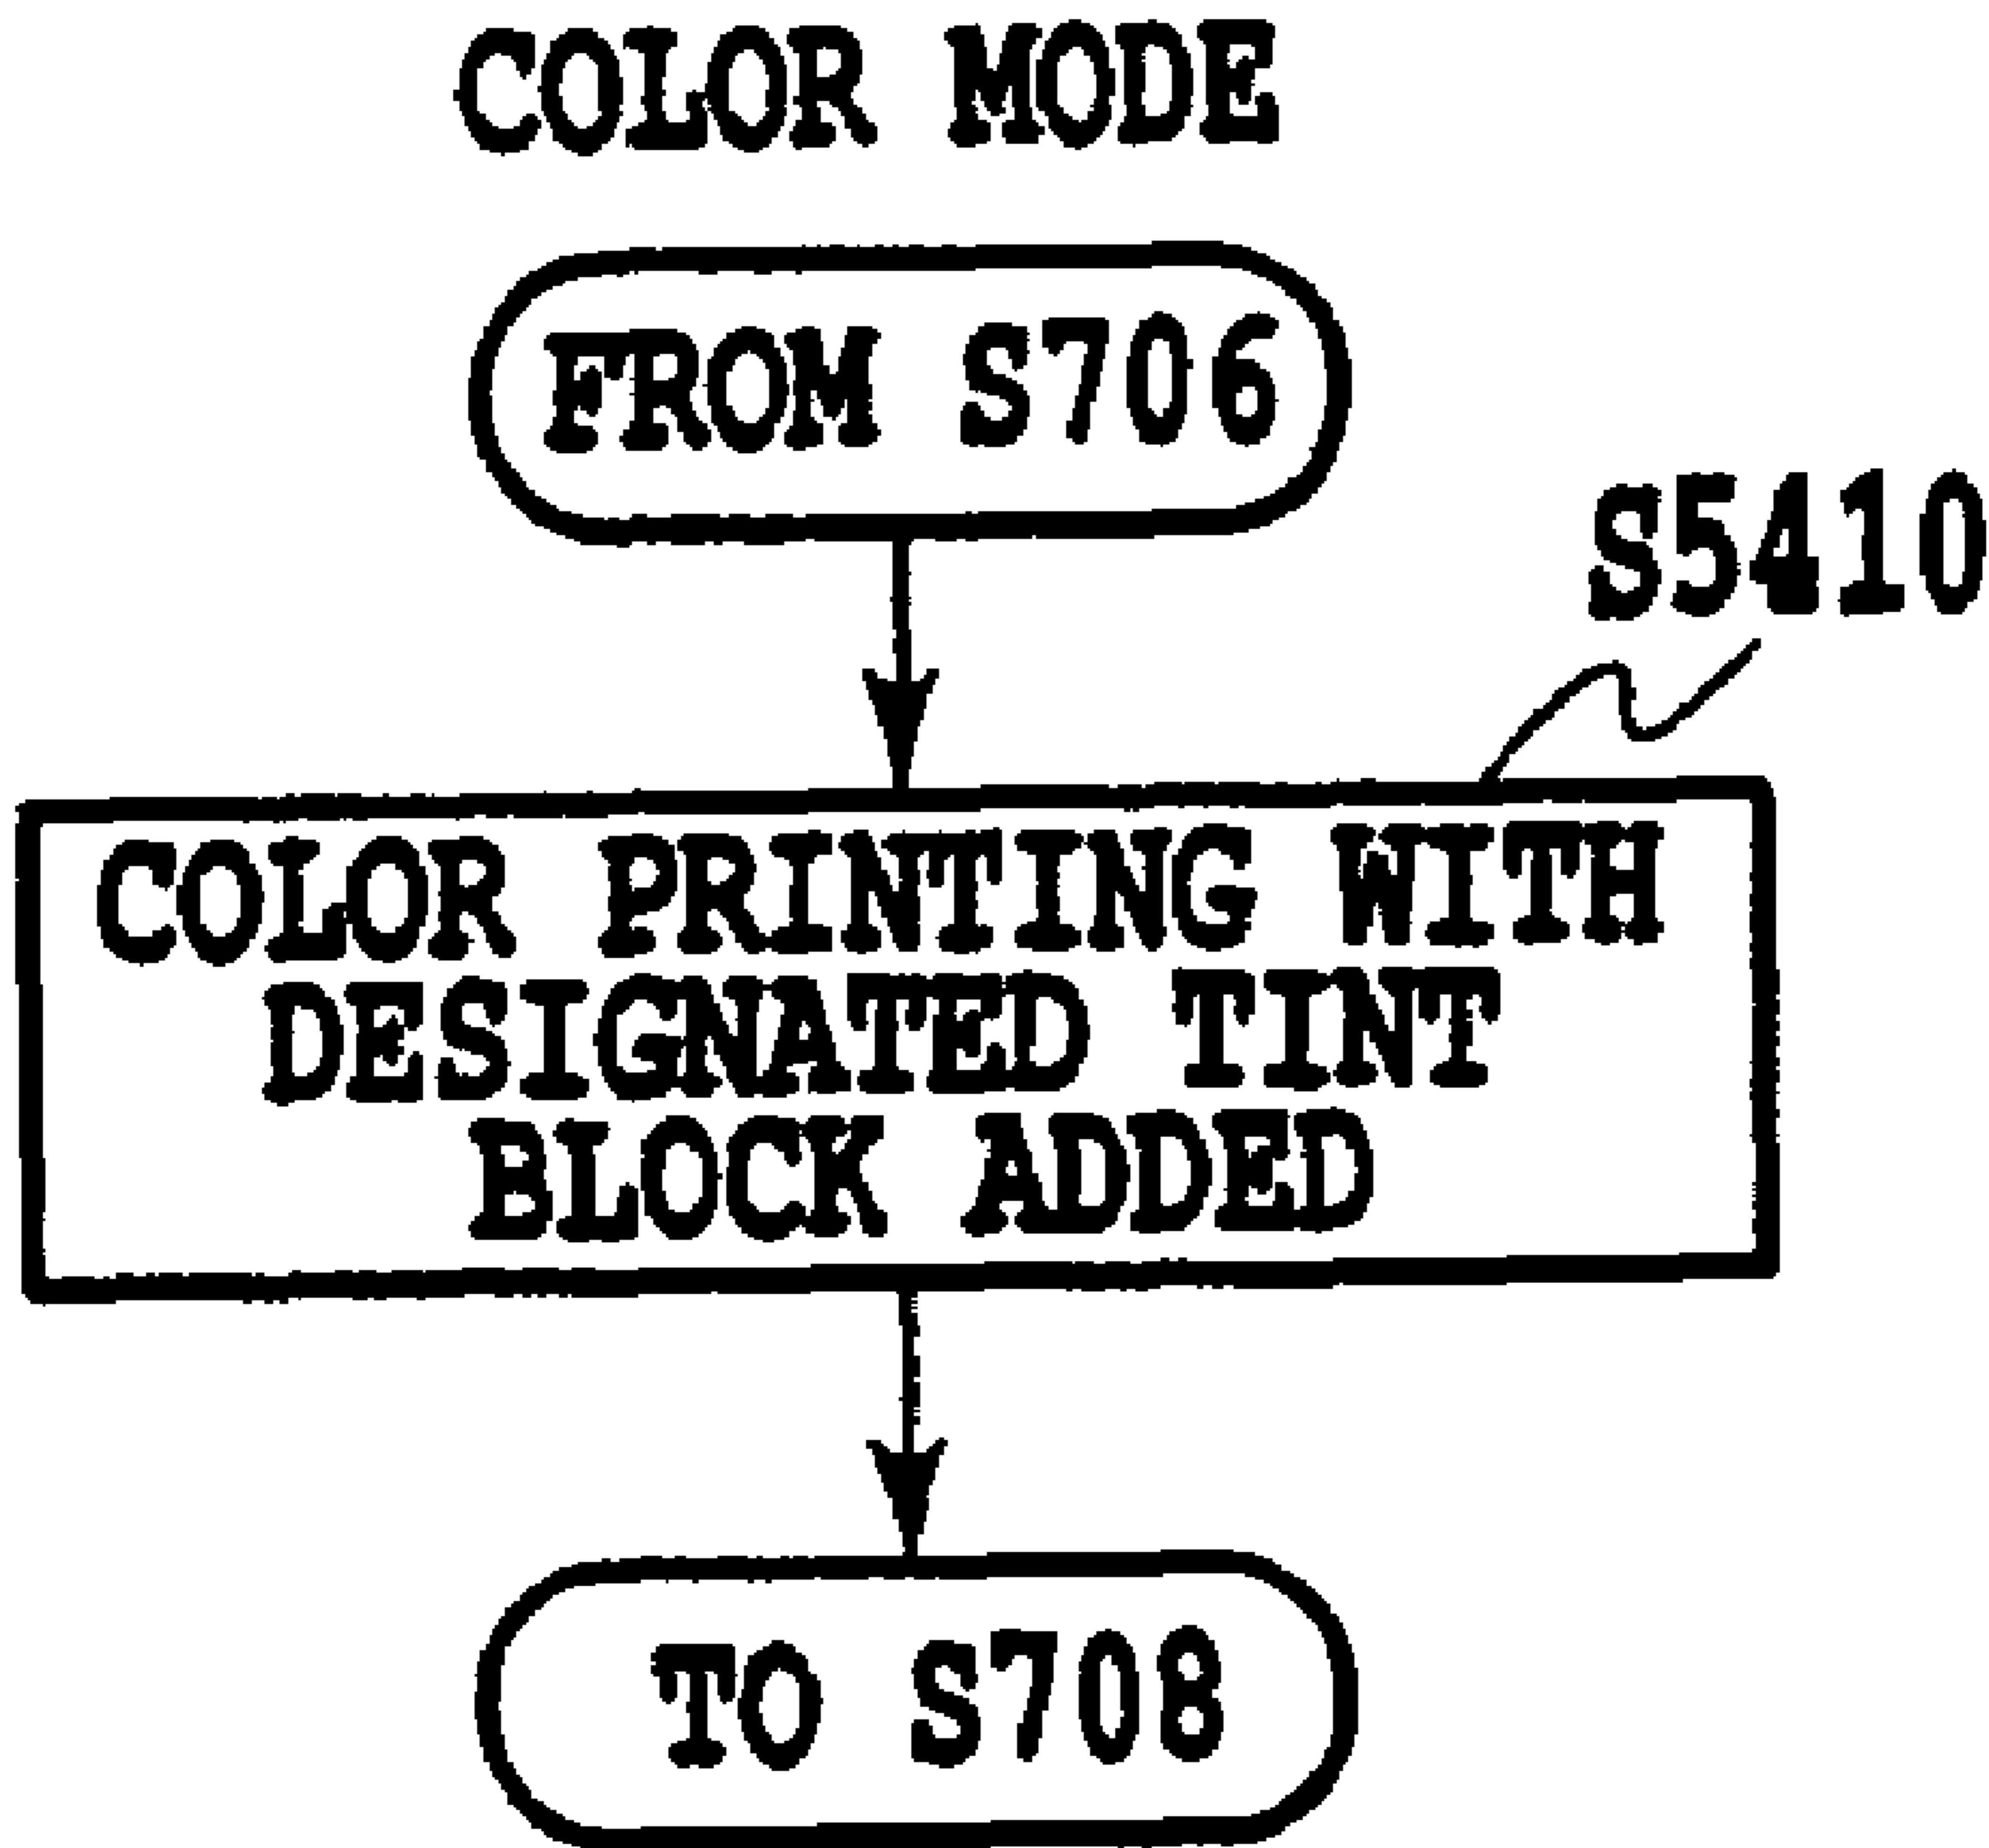 COLOR MODE
FROM S706
S5410
COLOR PRINTING WITH
DESIGNATED TINT
BLOCK ADDED
TO S708